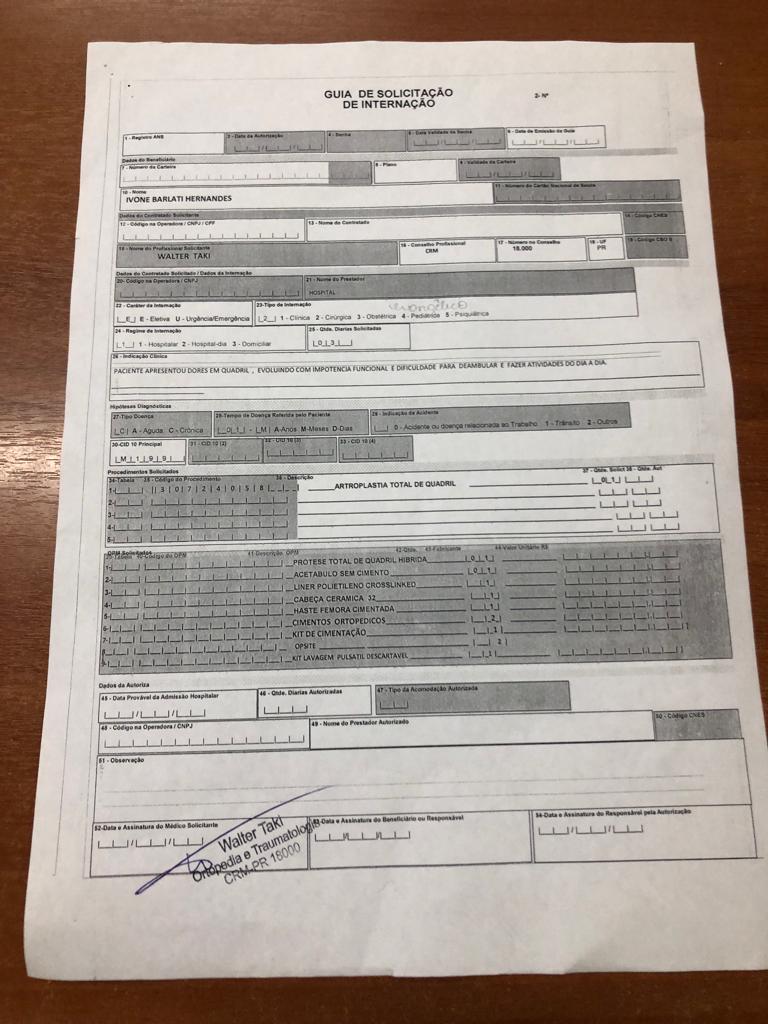 GUIA DE SOLICITAÇÃO
DE INTERNAÇÃO
2- Nº
1 - Registro ANS
3 - Data da Autorização
4 - Senha
5 - Data Validade da Senha
6 - Data de Emissão da Guia
Dados do Beneficiário
7 - Número da Carteira
8 - Plano
9 - Validade da Carteira
10 - Nome
IVONE BARLATI HERNANDES
11 - Número do Cartão Nacional de Saúde
Dados do Contratado Solicitante
12 - Código na Operadora / CNPJ / CPF
13 - Nome do Contratado
14 - Código CNES
15 - Nome do Profissional Solicitante
WALTER TAKI
16 - Conselho Profissional
CRM
17 - Número no Conselho
18.000
18 - UF
PR
19 - Código CBO S
Dados do Contratado Solicitado / Dados da Internação
20- Código na Operadora / CNPJ
21 - Nome do Prestador
HOSPITAL
evangélico
22 - Caráter da Internação
E E - Eletiva U - Urgência/Emergência
23-Tipo de Internação
2 1 - Clínica 2 - Cirúrgica 3 - Obstétrica 4 - Pediátrica 5 - Psiquiátrica
24 - Regime de Internação
1 1 - Hospitalar 2 - Hospital-dia 3 - Domiciliar
25 - Qtde. Diárias Solicitadas
0 3
26 - Indicação Clínica
PACIENTE APRESENTOU DORES EM QUADRIL , EVOLUINDO COM IMPOTENCIA FUNCIONAL E DIFICULDADE PARA DEAMBULAR E FAZER ATIVIDADES DO DIA A DIA.
Hipóteses Diagnósticas
27-Tipo Doença
C A - Aguda C - Crônica
28-Tempo de Doença Referida pelo Paciente
0 1 - M A-Anos M-Meses D-Dias
29 - Indicação de Acidente
0 - Acidente ou doença relacionada ao Trabalho 1 - Trânsito 2 - Outros
30-CID 10 Principal
M 1 9 9
31 - CID 10 (2)
32 - CID 10 (3)
33 - CID 10 (4)
Procedimentos Solicitados
34-Tabela 35 - Código do Procedimento 36 - Descrição 37 - Qtde. Solict 38 - Qtde. Aut
1- 3 0 7 2 4 0 5 8 ARTROPLASTIA TOTAL DE QUADRIL 0 1
2-
3-
4-
5-
OPM Solicitados
39-Tabela 40-Código do OPM 41-Descrição OPM 42-Qtde. 43-Fabricante 44-Valor Unitário R$
1- PRÓTESE TOTAL DE QUADRIL HIBRIDA 0 1
2- ACETABULO SEM CIMENTO 0 1
3- LINER POLIETILENO CROSSLINKED 1
4- CABEÇA CERAMICA 32 1
5- HASTE FEMORA CIMENTADA 1
6- CIMENTOS ORTOPEDICOS 2
7- KIT DE CIMENTAÇÃO 1
OPSITE 2
KIT LAVAGEM PULSATIL DESCARTAVEL 1
Dados da Autoriza
45 - Data Provável da Admissão Hospitalar
46 - Qtde. Diarias Autorizadas
47 - Tipo da Acomodação Autorizada
48 - Código na Operadora / CNPJ
49 - Nome do Prestador Autorizado
50 - Código CNES
51 - Observação
52-Data e Assinatura do Médico Solicitante
53-Data e Assinatura do Beneficiário ou Responsável
54-Data e Assinatura do Responsável pela Autorização
Walter Taki
Ortopedia e Traumatologia
CRM-PR 18000